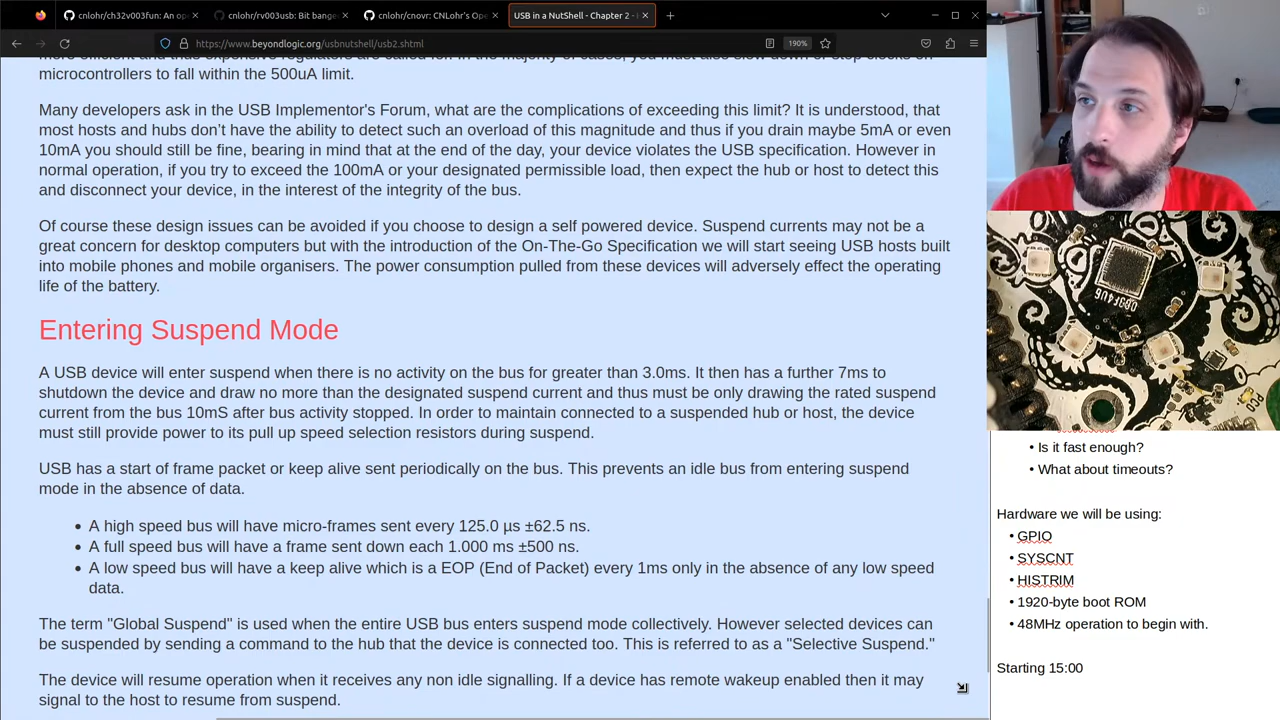 cnlohr/ch32v003fun: An op
cnlohr/rv003usb: Bit bange
cnlohr/cnovr: CNLohr's Ope
USB in a NutShell - Chapter 2 -
https://www.beyondlogic.org/usbnutshell/usb2.shtml
190%
microcontrollers to fall within the 500uA limit.
Many developers ask in the USB Implementor's Forum, what are the complications of exceeding this limit? It is understood, that
most hosts and hubs don't have the ability to detect such an overload of this magnitude and thus if you drain maybe 5mA or even
10mA you should still be fine, bearing in mind that at the end of the day, your device violates the USB specification. However in
normal operation, if you try to exceed the 100mA or your designated permissible load, then expect the hub or host to detect this
and disconnect your device, in the interest of the integrity of the bus.
Of course these design issues can be avoided if you choose to design a self powered device. Suspend currents may not be a
great concern for desktop computers but with the introduction of the On-The-Go Specification we will start seeing USB hosts built
into mobile phones and mobile organisers. The power consumption pulled from these devices will adversely effect the operating
life of the battery.
Entering Suspend Mode
A USB device will enter suspend when there is no activity on the bus for greater than 3.0ms. It then has a further 7ms to
shutdown the device and draw no more than the designated suspend current and thus must be only drawing the rated suspend
current from the bus 10mS after bus activity stopped. In order to maintain connected to a suspended hub or host, the device
must still provide power to its pull up speed selection resistors during suspend.
USB has a start of frame packet or keep alive sent periodically on the bus. This prevents an idle bus from entering suspend
mode in the absence of data.
• A high speed bus will have micro-frames sent every 125.0 µs ±62.5 ns.
• A full speed bus will have a frame sent down each 1.000 ms ±500 ns.
• A low speed bus will have a keep alive which is a EOP (End of Packet) every 1ms only in the absence of any low speed
data.
The term "Global Suspend" is used when the entire USB bus enters suspend mode collectively. However selected devices can
be suspended by sending a command to the hub that the device is connected too. This is referred to as a "Selective Suspend."
The device will resume operation when it receives any non idle signalling. If a device has remote wakeup enabled then it may
signal to the host to resume from suspend.
• Is it fast enough?
• What about timeouts?
Hardware we will be using:
• GPIO
• SYSCNT
• HISTRIM
• 1920-byte boot ROM
• 48MHz operation to begin with.
Starting 15:00